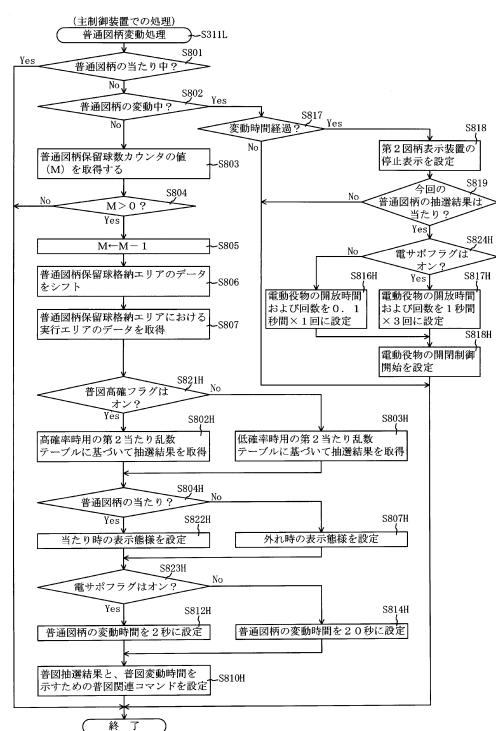 (主制御装置での処理)
普通図柄変動処理
S311L
S801
Yes
普通図柄の当たり中？
No
S802
普通図柄の変動中？
Yes
No
S817
変動時間経過？
Yes
No
S818
第２図柄表示装置の
停止表示を設定
S819
今回の
普通図柄の抽選結果は
当たり？
No
Yes
S824H
電サポフラグは
オン？
No
Yes
S816H
電動役物の開放時間
および回数を０．１
秒間×１回に設定
S817H
電動役物の開放時間
および回数を１秒間
×３回に設定
S818H
電動役物の開閉制御
開始を設定
普通図柄保留球数カウンタの値
（M）を取得する
S803
S804
No
M＞０？
Yes
M←M－１
S805
普通図柄保留球格納エリアのデータ
をシフト
S806
普通図柄保留球格納エリアにおける
実行エリアのデータを取得
S807
S821H
普図高確フラグは
オン？
No
Yes
S802H
高確率時用の第２当たり乱数
テーブルに基づいて抽選結果を取得
S803H
低確率時用の第２当たり乱数
テーブルに基づいて抽選結果を取得
S804H
普通図柄の当たり？
No
Yes
S822H
当たり時の表示態様を設定
S807H
外れ時の表示態様を設定
S823H
電サポフラグはオン？
No
Yes
S812H
普通図柄の変動時間を２秒に設定
S814H
普通図柄の変動時間を２０秒に設定
普図抽選結果と、普図変動時間を
示すための普図関連コマンドを設定
S810H
終了